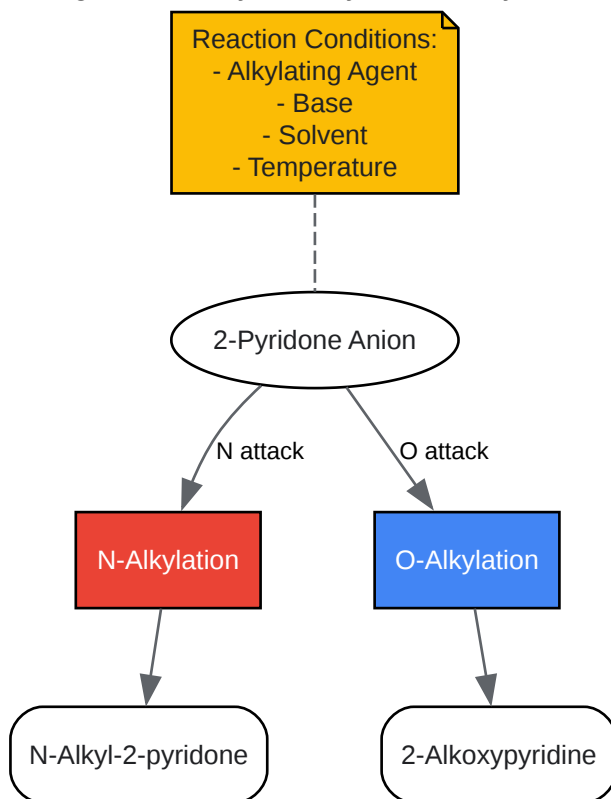 Reaction Conditions:
- Alkylating Agent
- Base
- Solvent
- Temperature
2-Pyridone Anion
N attack
O attack
N-Alkylation
O-Alkylation
N-Alkyl-2-pyridone
2-Alkoxypyridine